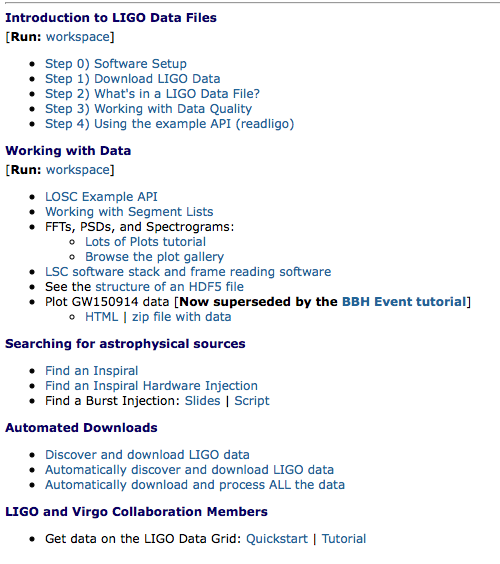 Introduction to LIGO Data Files
[Run: workspace]
Step 0) Software Setup
Step 1) Download LIGO Data
Step 2) What's in a LIGO Data File?
Step 3) Working with Data Quality
Step 4) Using the example API (readligo)
Working with Data
[Run: workspace]
LOSC Example API
Working with Segment Lists
FFTs, PSDs, and Spectrograms:
Lots of Plots tutorial
Browse the plot gallery
LSC software stack and frame reading software
See the structure of an HDF5 file
Plot GW150914 data [Now superseded by the BBH Event tutorial]
HTML | zip file with data
Searching for astrophysical sources
Find an Inspiral
Find an Inspiral Hardware Injection
Find a Burst Injection: Slides | Script
Automated Downloads
Discover and download LIGO data
Automatically discover and download LIGO data
Automatically download and process ALL the data
LIGO and Virgo Collaboration Members
Get data on the LIGO Data Grid: Quickstart | Tutorial